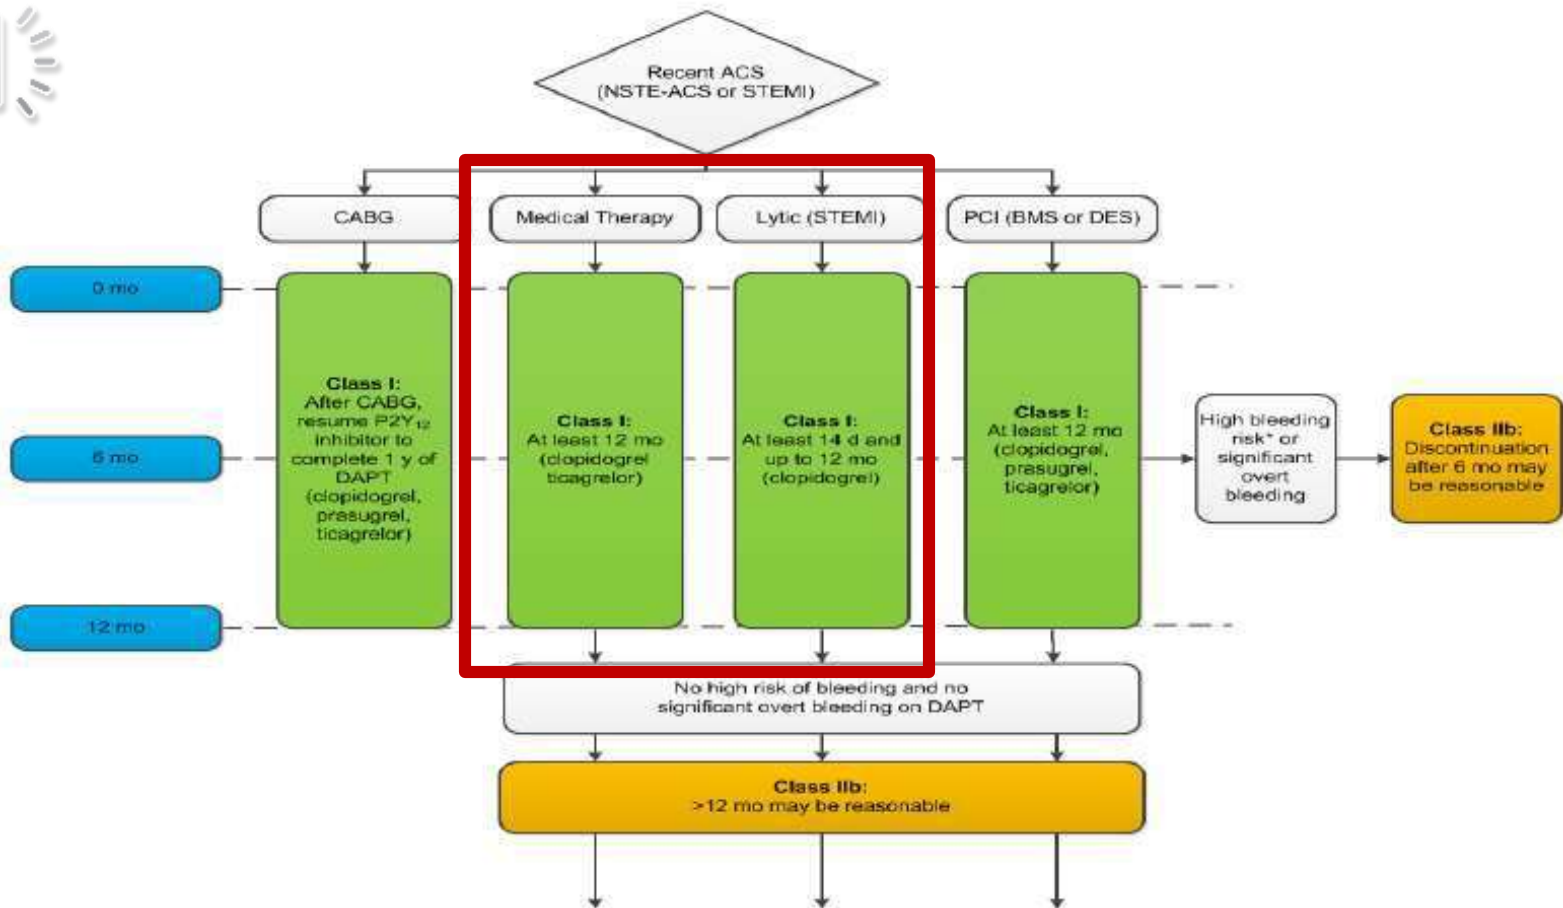 Recent ACS
(NSTE-ACS or STEMI)
CABG
Medical Therapy
Lytic (STEMI)
PCI (BMS or DES)
0 mo
6 mo
12 mo
Class I:
After CABG,
resume P2Y₁₂
inhibitor to
complete 1 y of
DAPT
(clopidogrel,
prasugrel,
ticagrelor)
Class I:
At least 12 mo
(clopidogrel
ticagrelor)
Class I:
At least 14 d and
up to 12 mo
(clopidogrel)
Class I:
At least 12 mo
(clopidogrel,
prasugrel,
ticagrelor)
High bleeding
risk* or
significant
overt
bleeding
Class IIb:
Discontinuation
after 6 mo may
be reasonable
No high risk of bleeding and no
significant overt bleeding on DAPT
Class IIb:
>12 mo may be reasonable